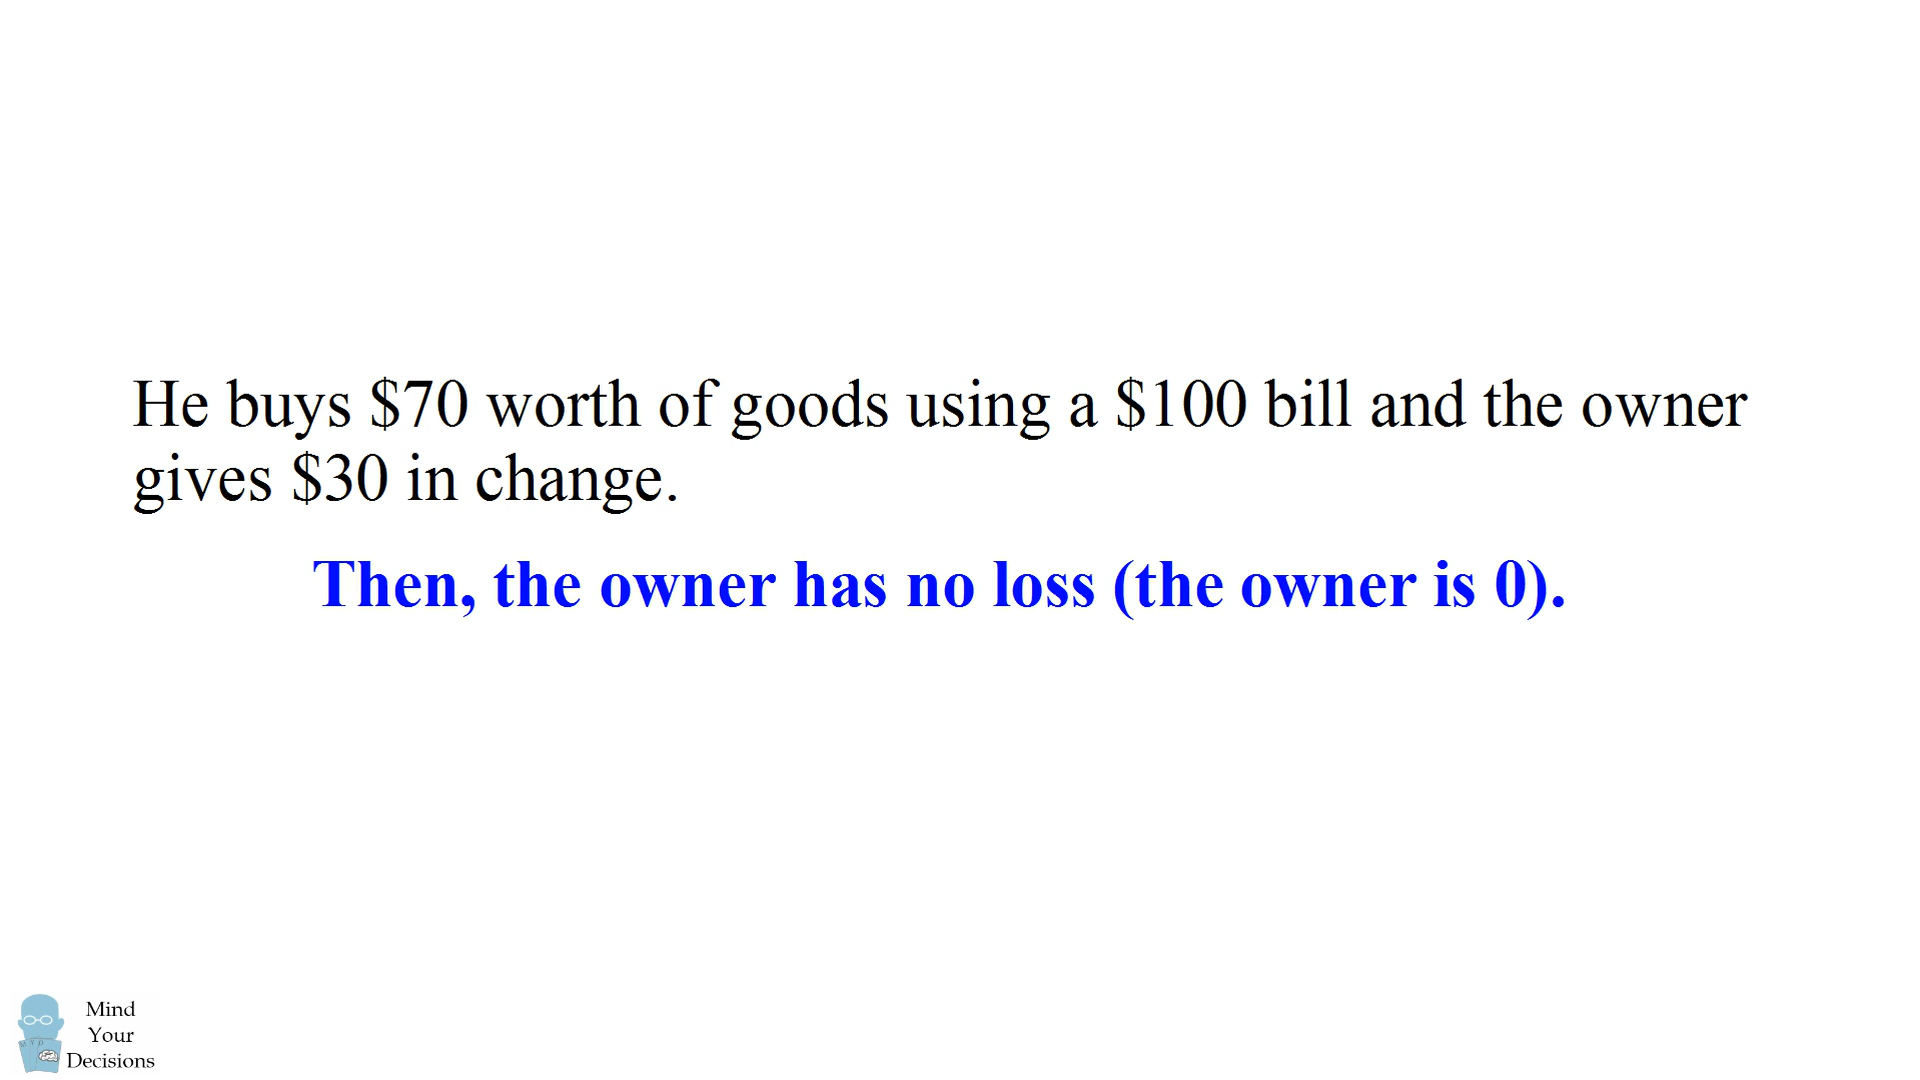 He buys $70 worth of goods using a $100 bill and the owner
gives $30 in change.
Then, the owner has no loss (the owner is 0).
Mind
Your
Decisions